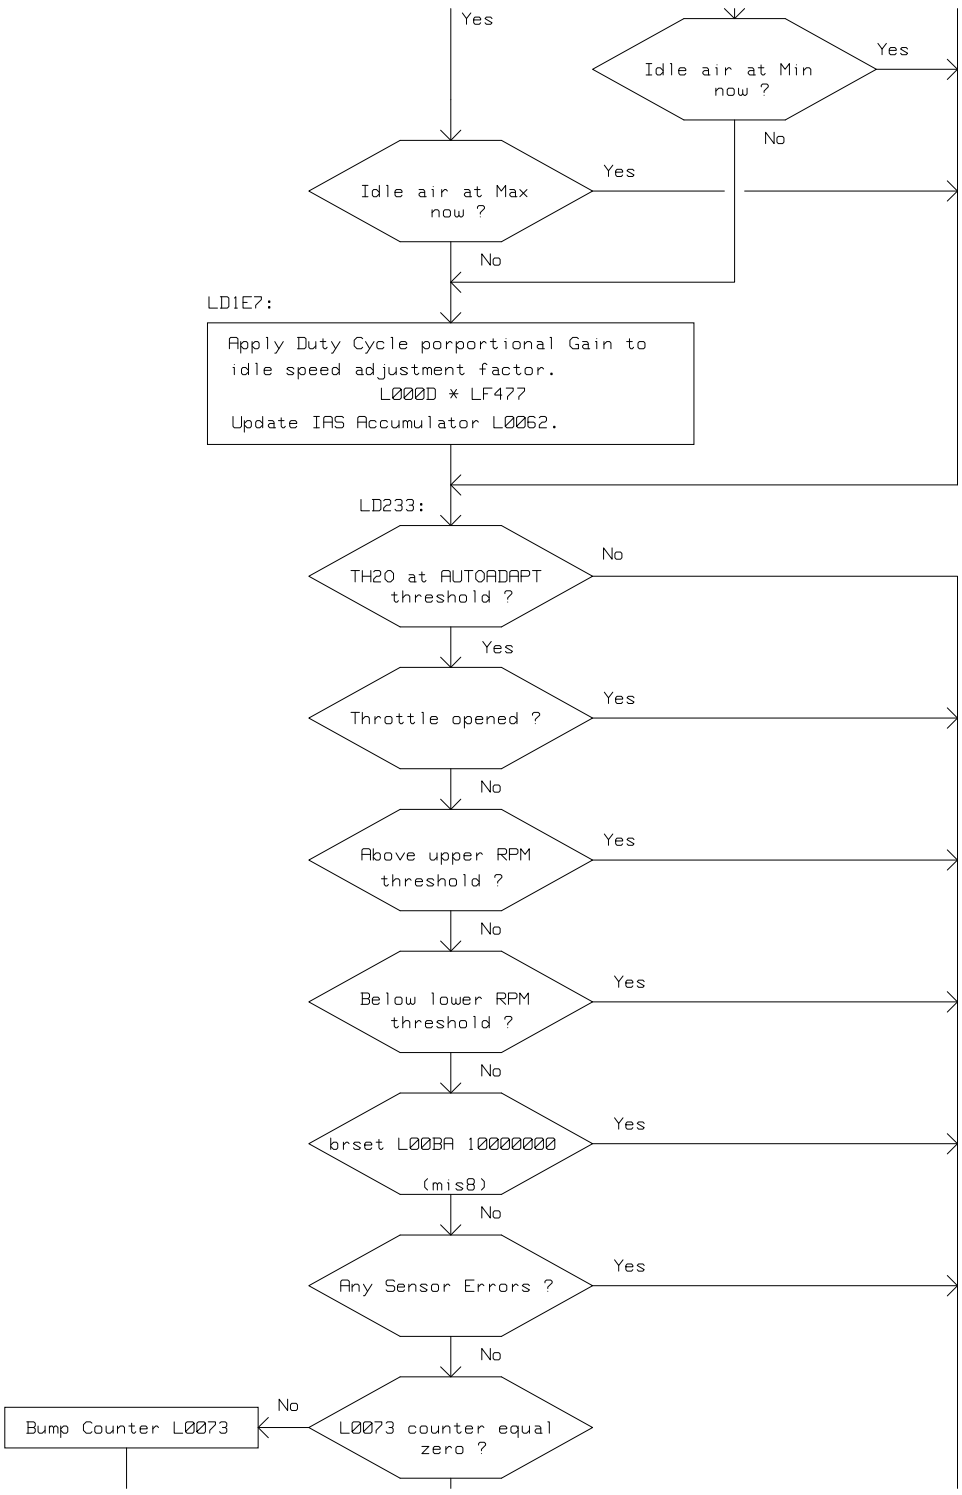 Yes
Idle air at Min
now ?
Yes
No
Idle air at Max
now ?
Yes
No
LD1E7:
Apply Duty Cycle porportional Gain to
idle speed adjustment factor.
L000D * LF477
Update IAS Accumulator L0062.
LD233:
TH2O at AUTOADAPT
threshold ?
No
Yes
Throttle opened ?
Yes
No
Above upper RPM
threshold ?
Yes
No
Below lower RPM
threshold ?
Yes
No
brset L00BA 10000000
(mis8)
Yes
No
Any Sensor Errors ?
Yes
No
L0073 counter equal
zero ?
No
Bump Counter L0073